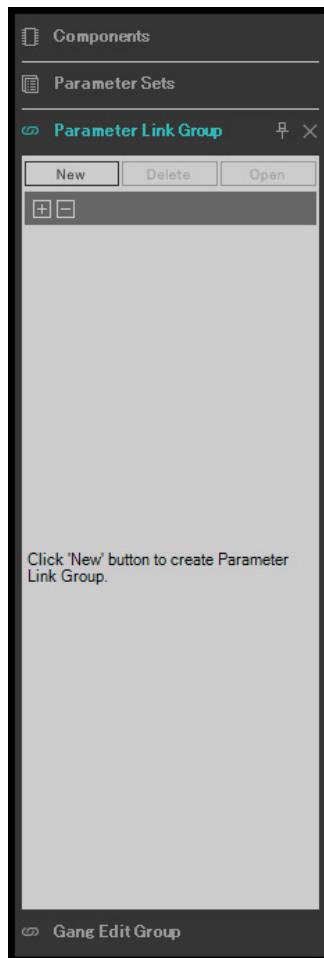 Components
Parameter Sets
Parameter Link Group
New Delete Open
Click 'New' button to create Parameter
Link Group.
Gang Edit Group